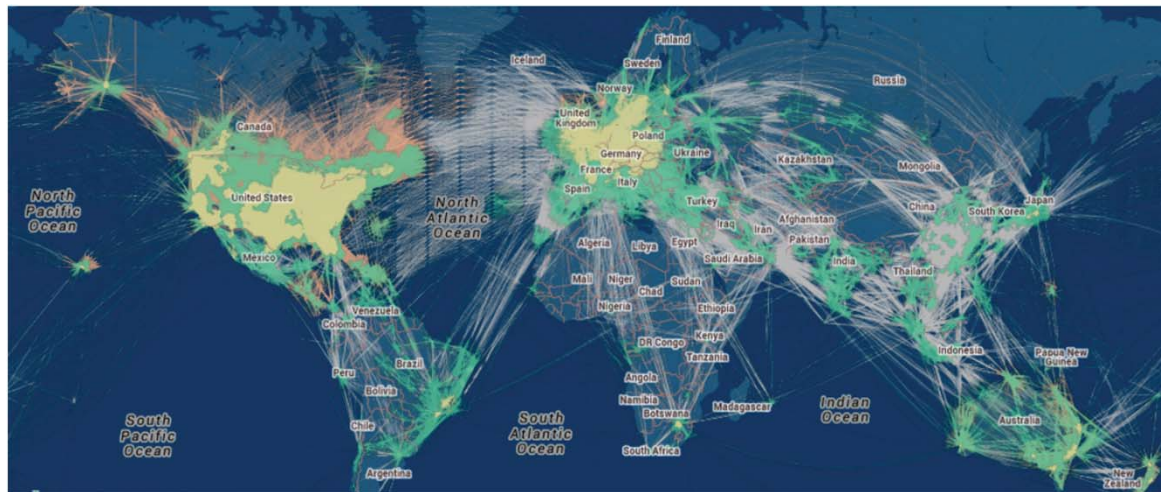 Finland
Iceland
Sweden
Russia
Norway
United
Kingdom
Canada
Poland
Germany
Ukraine
Kazakhstan
Mongolia
France
North
Pacific
Ocean
United States
Spain
Italy
North
Atlantic
Ocean
Turkey
China
South Korea
Japan
Iraq
Iran
Afghanistan
Pakistan
Mexico
Algeria
Libya
Egypt
Saudi Arabia
India
Thailand
Mali
Niger
Chad
Sudan
Venezuela
Colombia
Nigeria
Ethiopia
Kenya
DR Congo
Tanzania
Indonesia
Papua New
Guinea
Peru
Brazil
Bolivia
Angola
Namibia
Botswana
Madagascar
Indian
Ocean
South
Pacific
Ocean
Chile
South
Atlantic
Ocean
Australia
South Africa
Argentina
New
Zealand